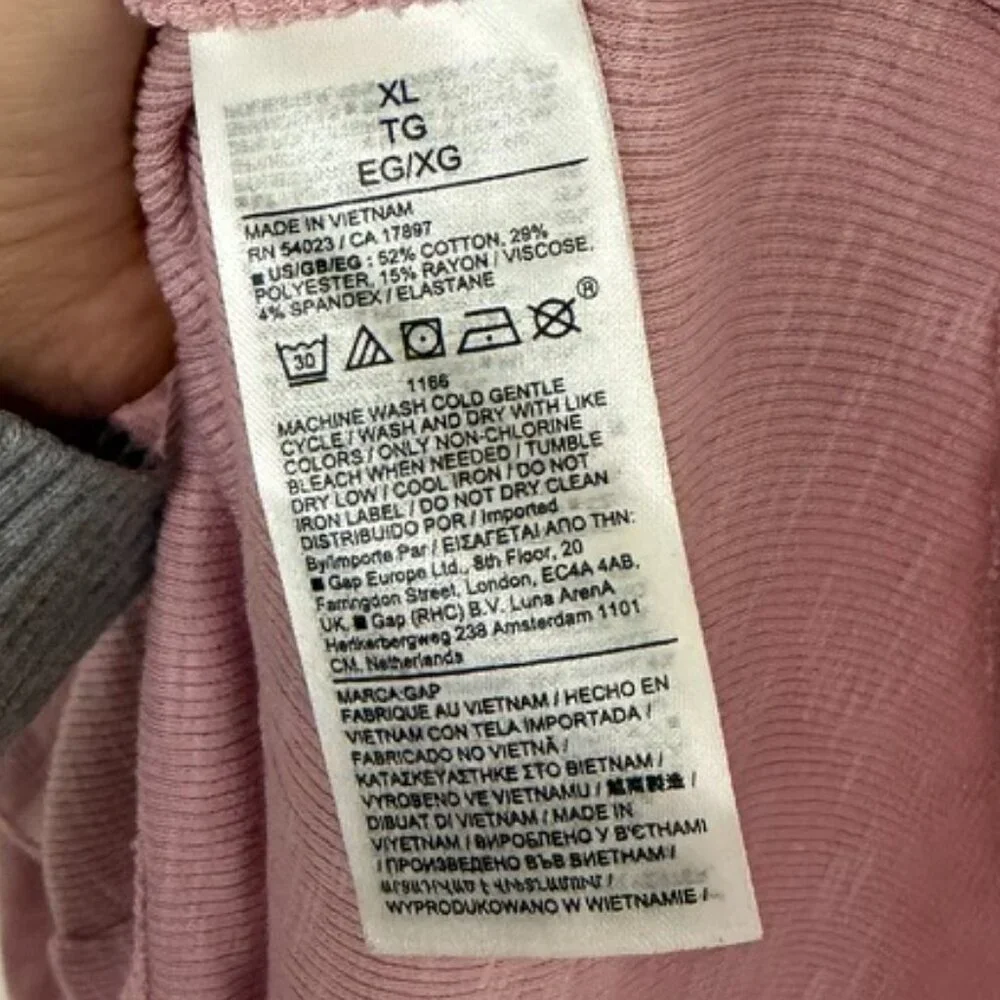 XL
TG
EG/XG
MADE IN VIETNAM
RN 54023 / CA 17897
■ US/GB/EG : 52% COTTON, 29%
POLYESTER, 15% RAYON / VISCOSE,
4% SPANDEX / ELASTANE
30 ®
1166
MACHINE WASH COLD GENTLE
CYCLE / WASH AND DRY WITH LIKE
COLORS / ONLY NON-CHLORINE
BLEACH WHEN NEEDED / TUMBLE
DRY LOW / COOL IRON / DO NOT
IRON LABEL / DO NOT DRY CLEAN
DISTRIBUIDO POR / Imported
By/Importe Par / ΕΙΣΑΓΕΤΑΙ ΑΠΟ ΤΗΝ:
■ Gap Europe Ltd., 8th Floor, 20
Farringdon Street, London, EC4A 4AB,
UK, ■ Gap (RHC) B.V. Luna ArenA
Herikerbergweg 238 Amsterdam 1101
CM, Netherlands
MARCA:GAP
FABRIQUE AU VIETNAM / HECHO EN
VIETNAM CON TELA IMPORTADA /
FABRICADO NO VIETNÃ /
ΚΑΤΑΣΚΕΥΑΣΤΗΚΕ ΣΤΟ ΒΙΕΤΝΑΜ /
VYROBENO VE VIETNAMU / 越南製造 /
DIBUAT DI VIETNAM / MADE IN
VIYETNAM / ВИРОБЛЕНО У В'ЄТНАМІ
/ ПРОИЗВЕДЕНО ВЪВ ВИЕТНАМ /
WYPRODUKOWANO W WIETNAMIE /